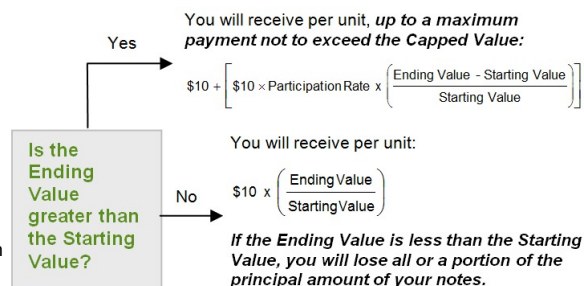 You will receive per unit, up to a maximum
payment not to exceed the Capped Value:
Yes
$10 + [ $10 × Participation Rate x ( Ending Value - Starting Value / Starting Value ) ]
Is the
Ending
Value
greater than
the Starting
Value?
No
You will receive per unit:
$10 x ( Ending Value / Starting Value )
If the Ending Value is less than the Starting
Value, you will lose all or a portion of the
principal amount of your notes.